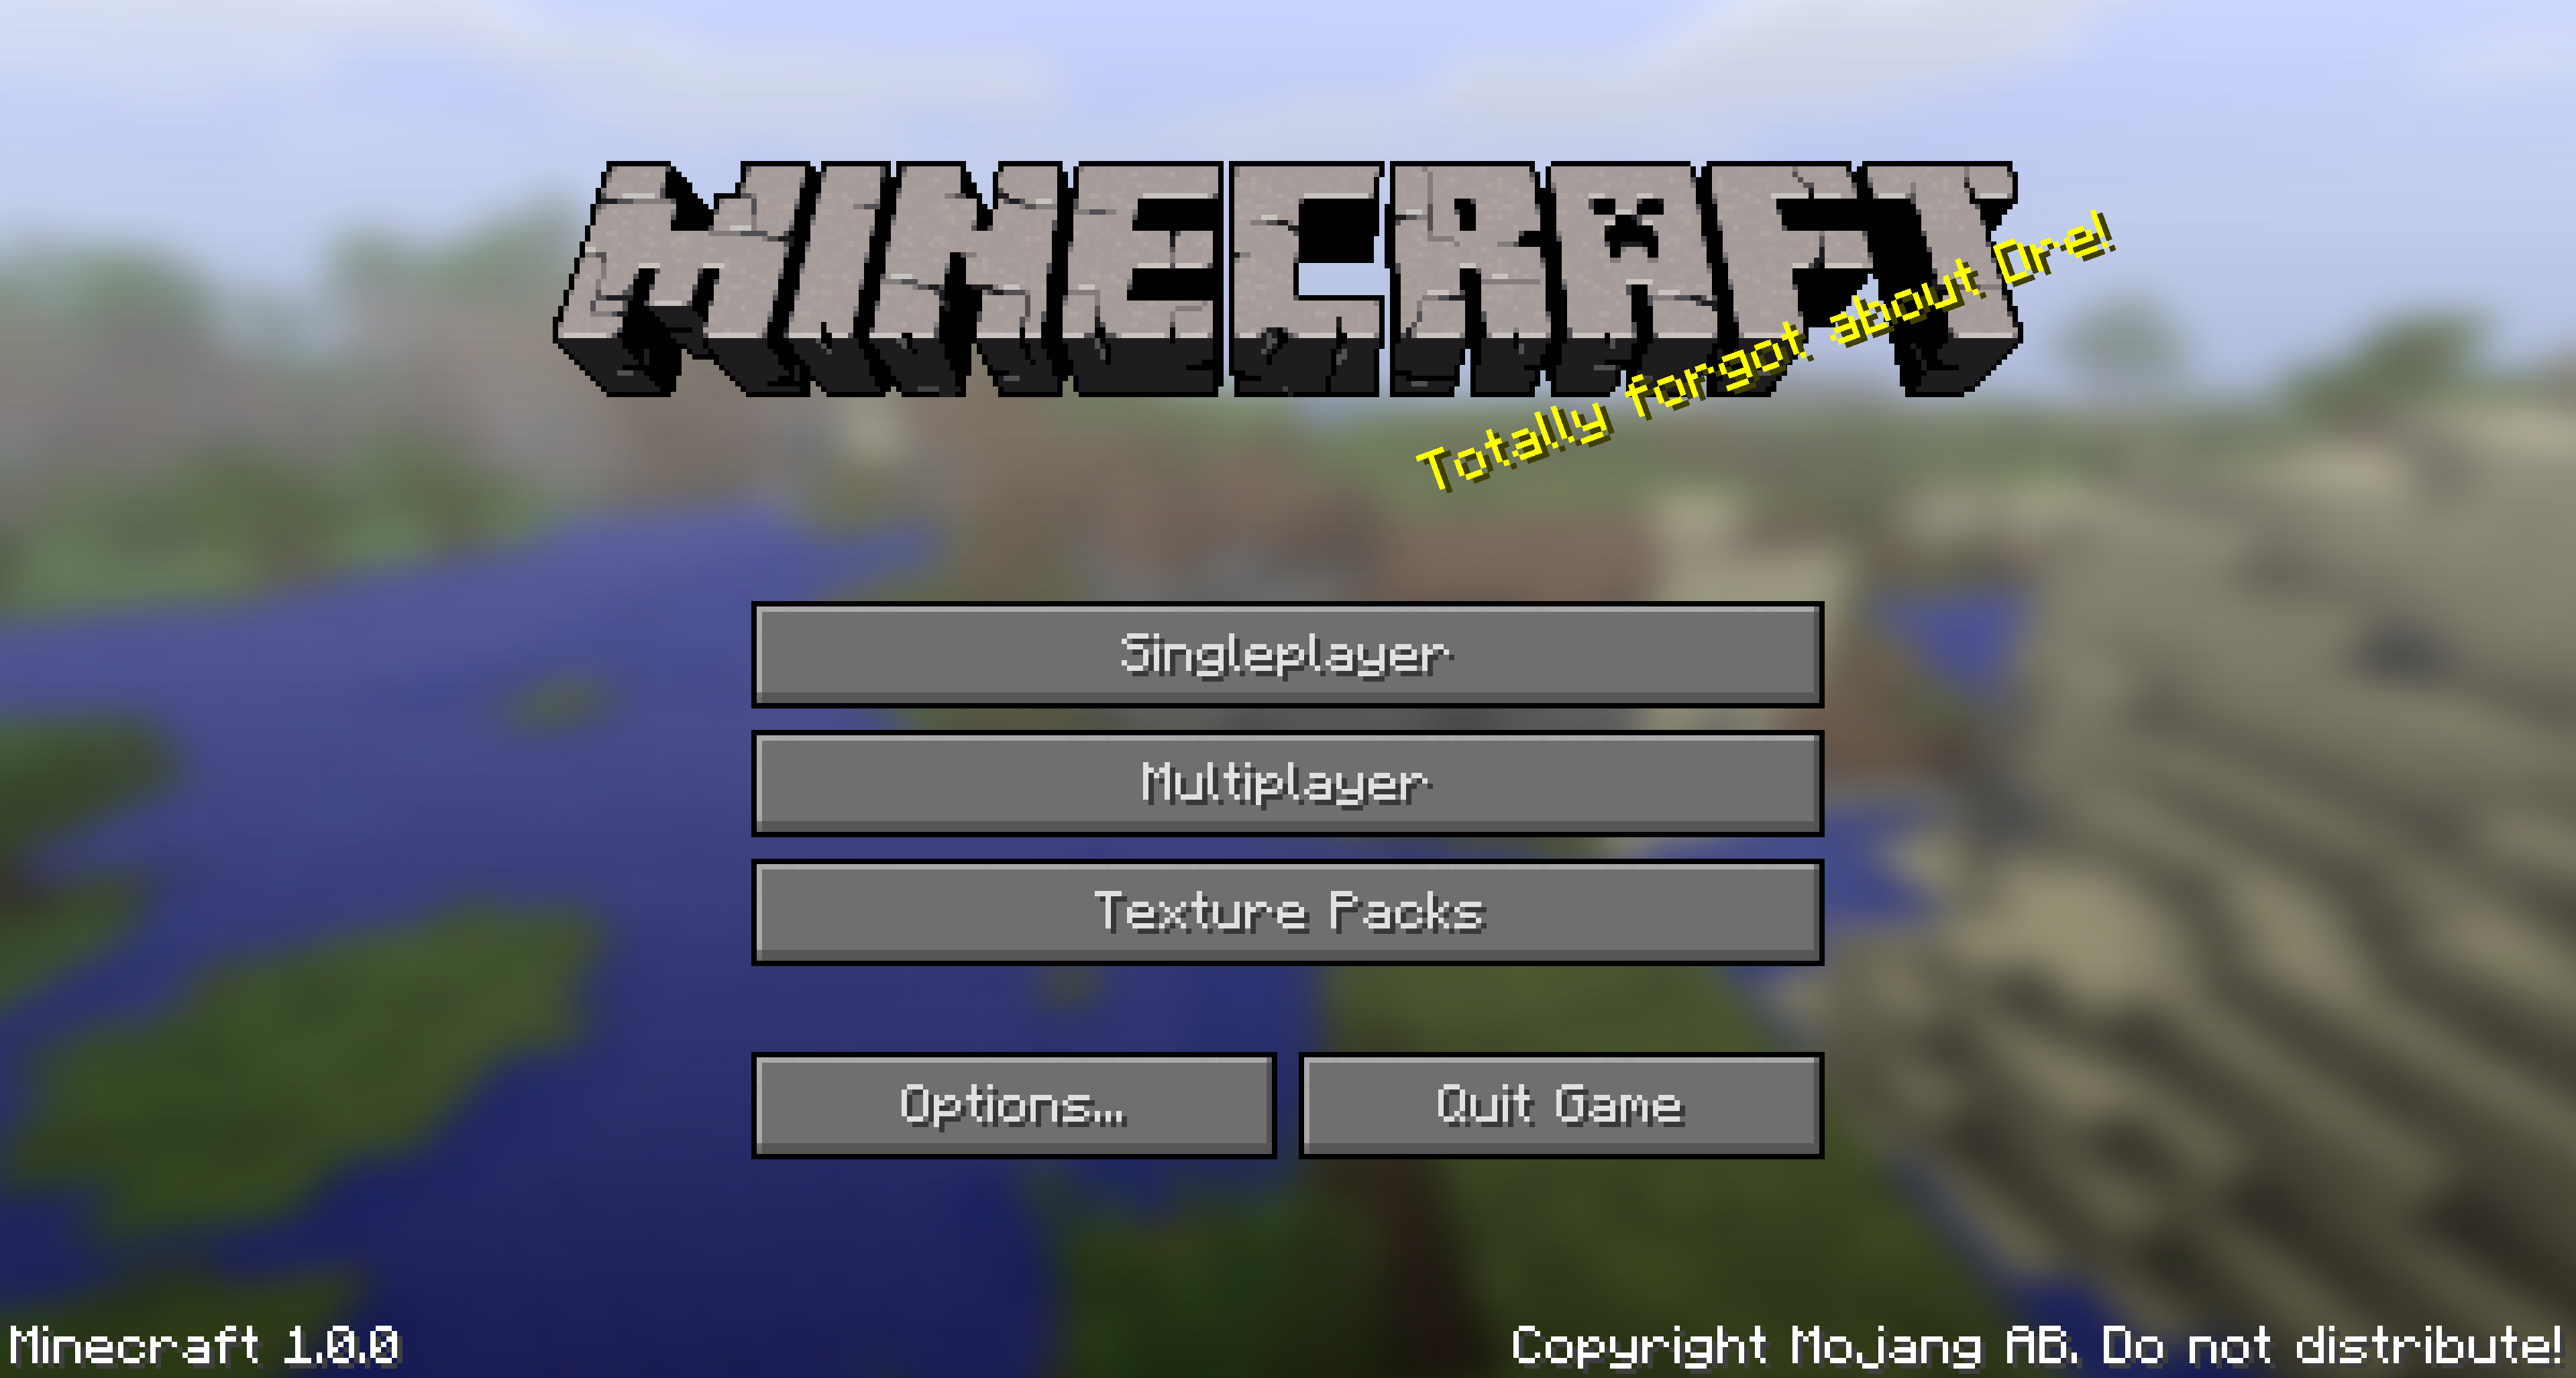 MINECRAFT
Totally forgot about Dre!
Singleplayer
Multiplayer
Texture Packs
Options...
Quit Game
Minecraft 1.0.0
Copyright Mojang AB. Do not distribute!